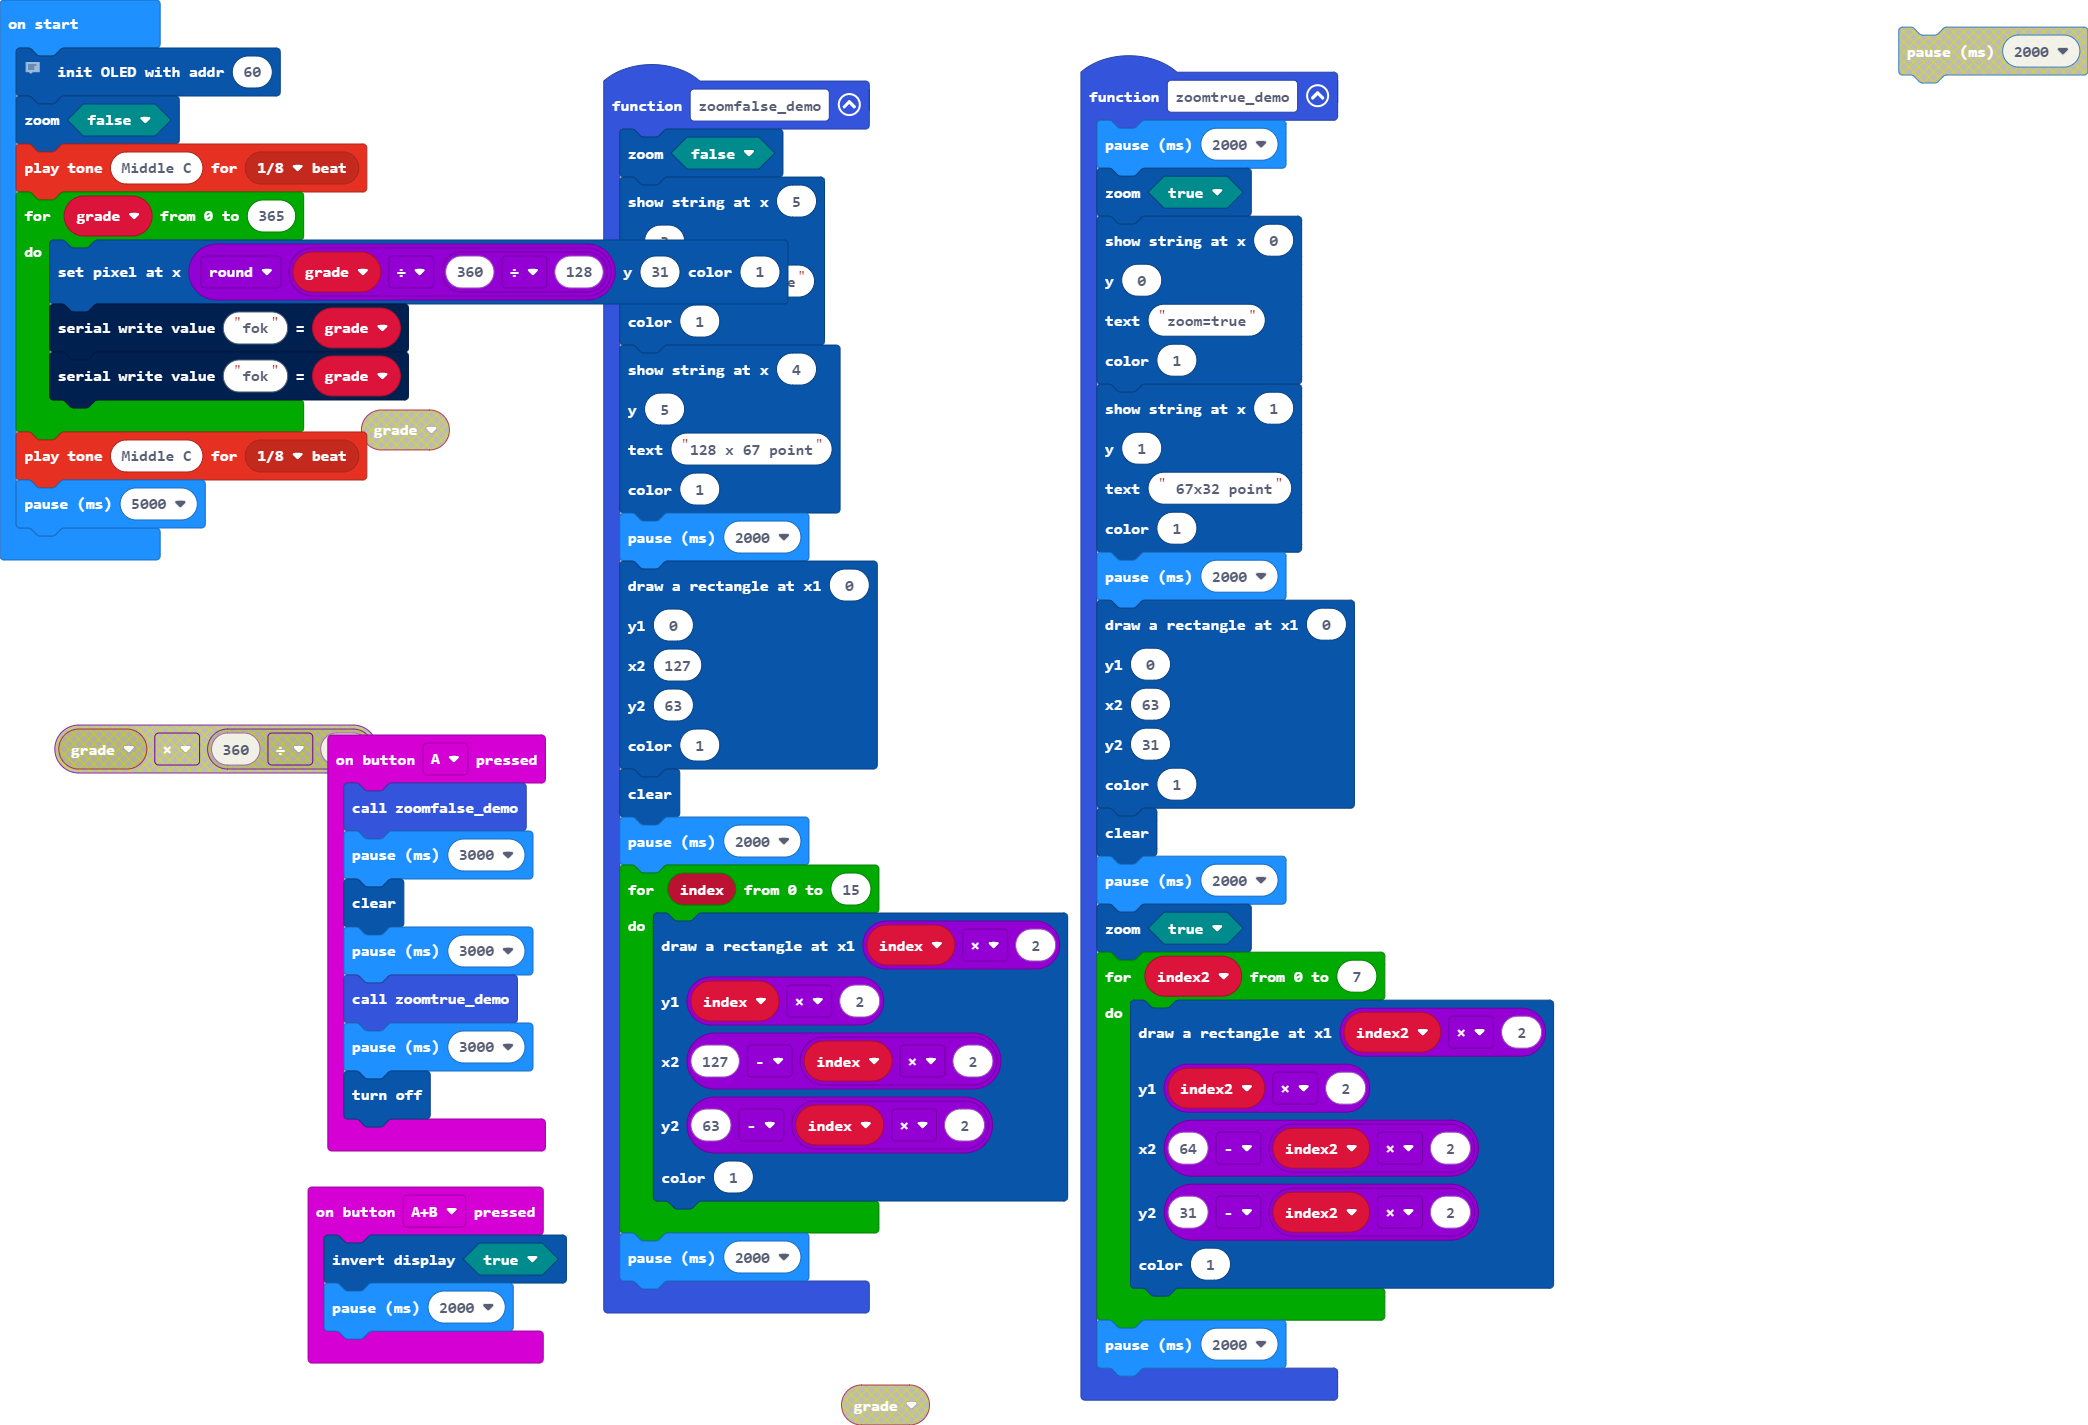 on start
init OLED with addr 60
zoom false
play tone Middle C for 1/8 beat
for grade from 0 to 365
do
set pixel at x round grade ÷ 360 ÷ 128 y 31 color 1
serial write value "fok" = grade
serial write value "fok" = grade
grade
play tone Middle C for 1/8 beat
pause (ms) 5000
grade × 360 ÷
on button A pressed
call zoomfalse_demo
pause (ms) 3000
clear
pause (ms) 3000
call zoomtrue_demo
pause (ms) 3000
turn off
on button A+B pressed
invert display true
pause (ms) 2000
function zoomfalse_demo
zoom false
show string at x 5
e"
color 1
show string at x 4
y 5
text "128 x 67 point"
color 1
pause (ms) 2000
draw a rectangle at x1 0
y1 0
x2 127
y2 63
color 1
clear
pause (ms) 2000
for index from 0 to 15
do
draw a rectangle at x1 index × 2
y1 index × 2
x2 127 - index × 2
y2 63 - index × 2
color 1
pause (ms) 2000
grade
function zoomtrue_demo
pause (ms) 2000
zoom true
show string at x 0
y 0
text "zoom=true"
color 1
show string at x 1
y 1
text " 67x32 point"
color 1
pause (ms) 2000
draw a rectangle at x1 0
y1 0
x2 63
y2 31
color 1
clear
pause (ms) 2000
zoom true
for index2 from 0 to 7
do
draw a rectangle at x1 index2 × 2
y1 index2 × 2
x2 64 - index2 × 2
y2 31 - index2 × 2
color 1
pause (ms) 2000
pause (ms) 2000